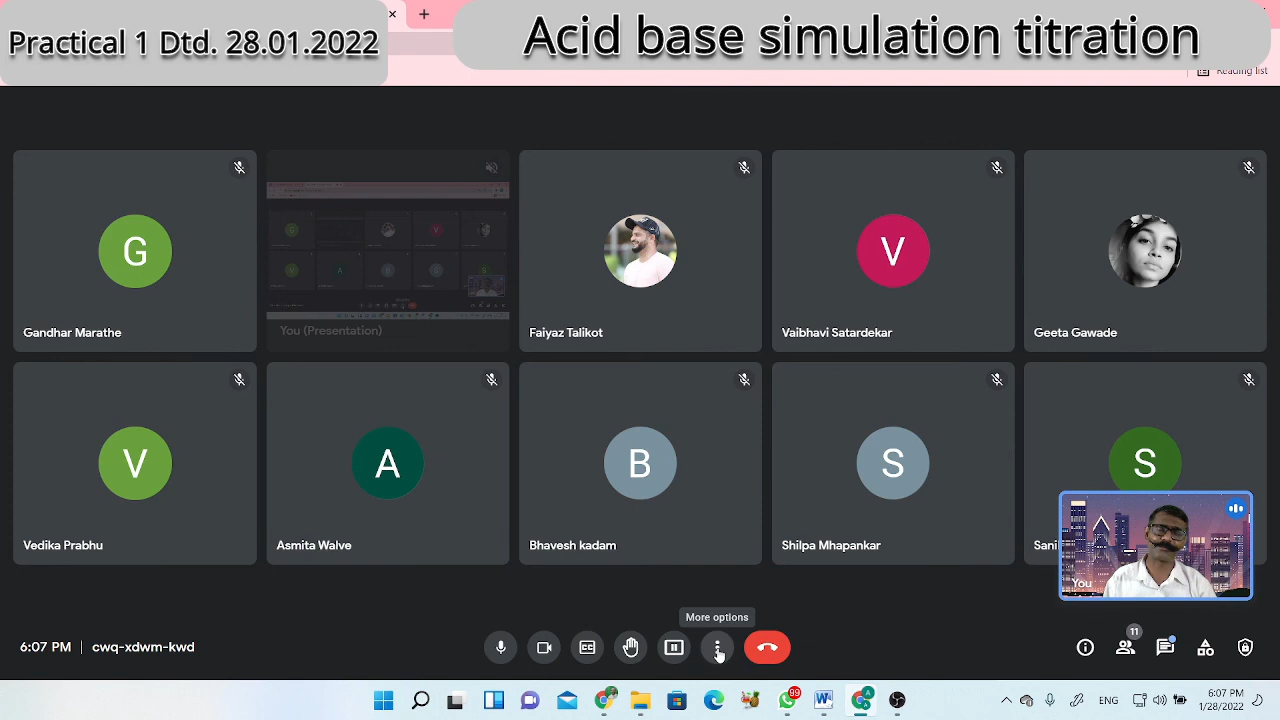 Practical 1 Dtd. 28.01.2022
Acid base simulation titration
Reading list
G
V
Gandhar Marathe
You (Presentation)
Faiyaz Talikot
Vaibhavi Satardekar
Geeta Gawade
V
A
B
S
S
Vedika Prabhu
Asmita Walve
Bhavesh kadam
Shilpa Mhapankar
Sani
You
More options
6:07 PM | cwq-xdwm-kwd
11
99
ENG
6:07 PM
1/28/2022